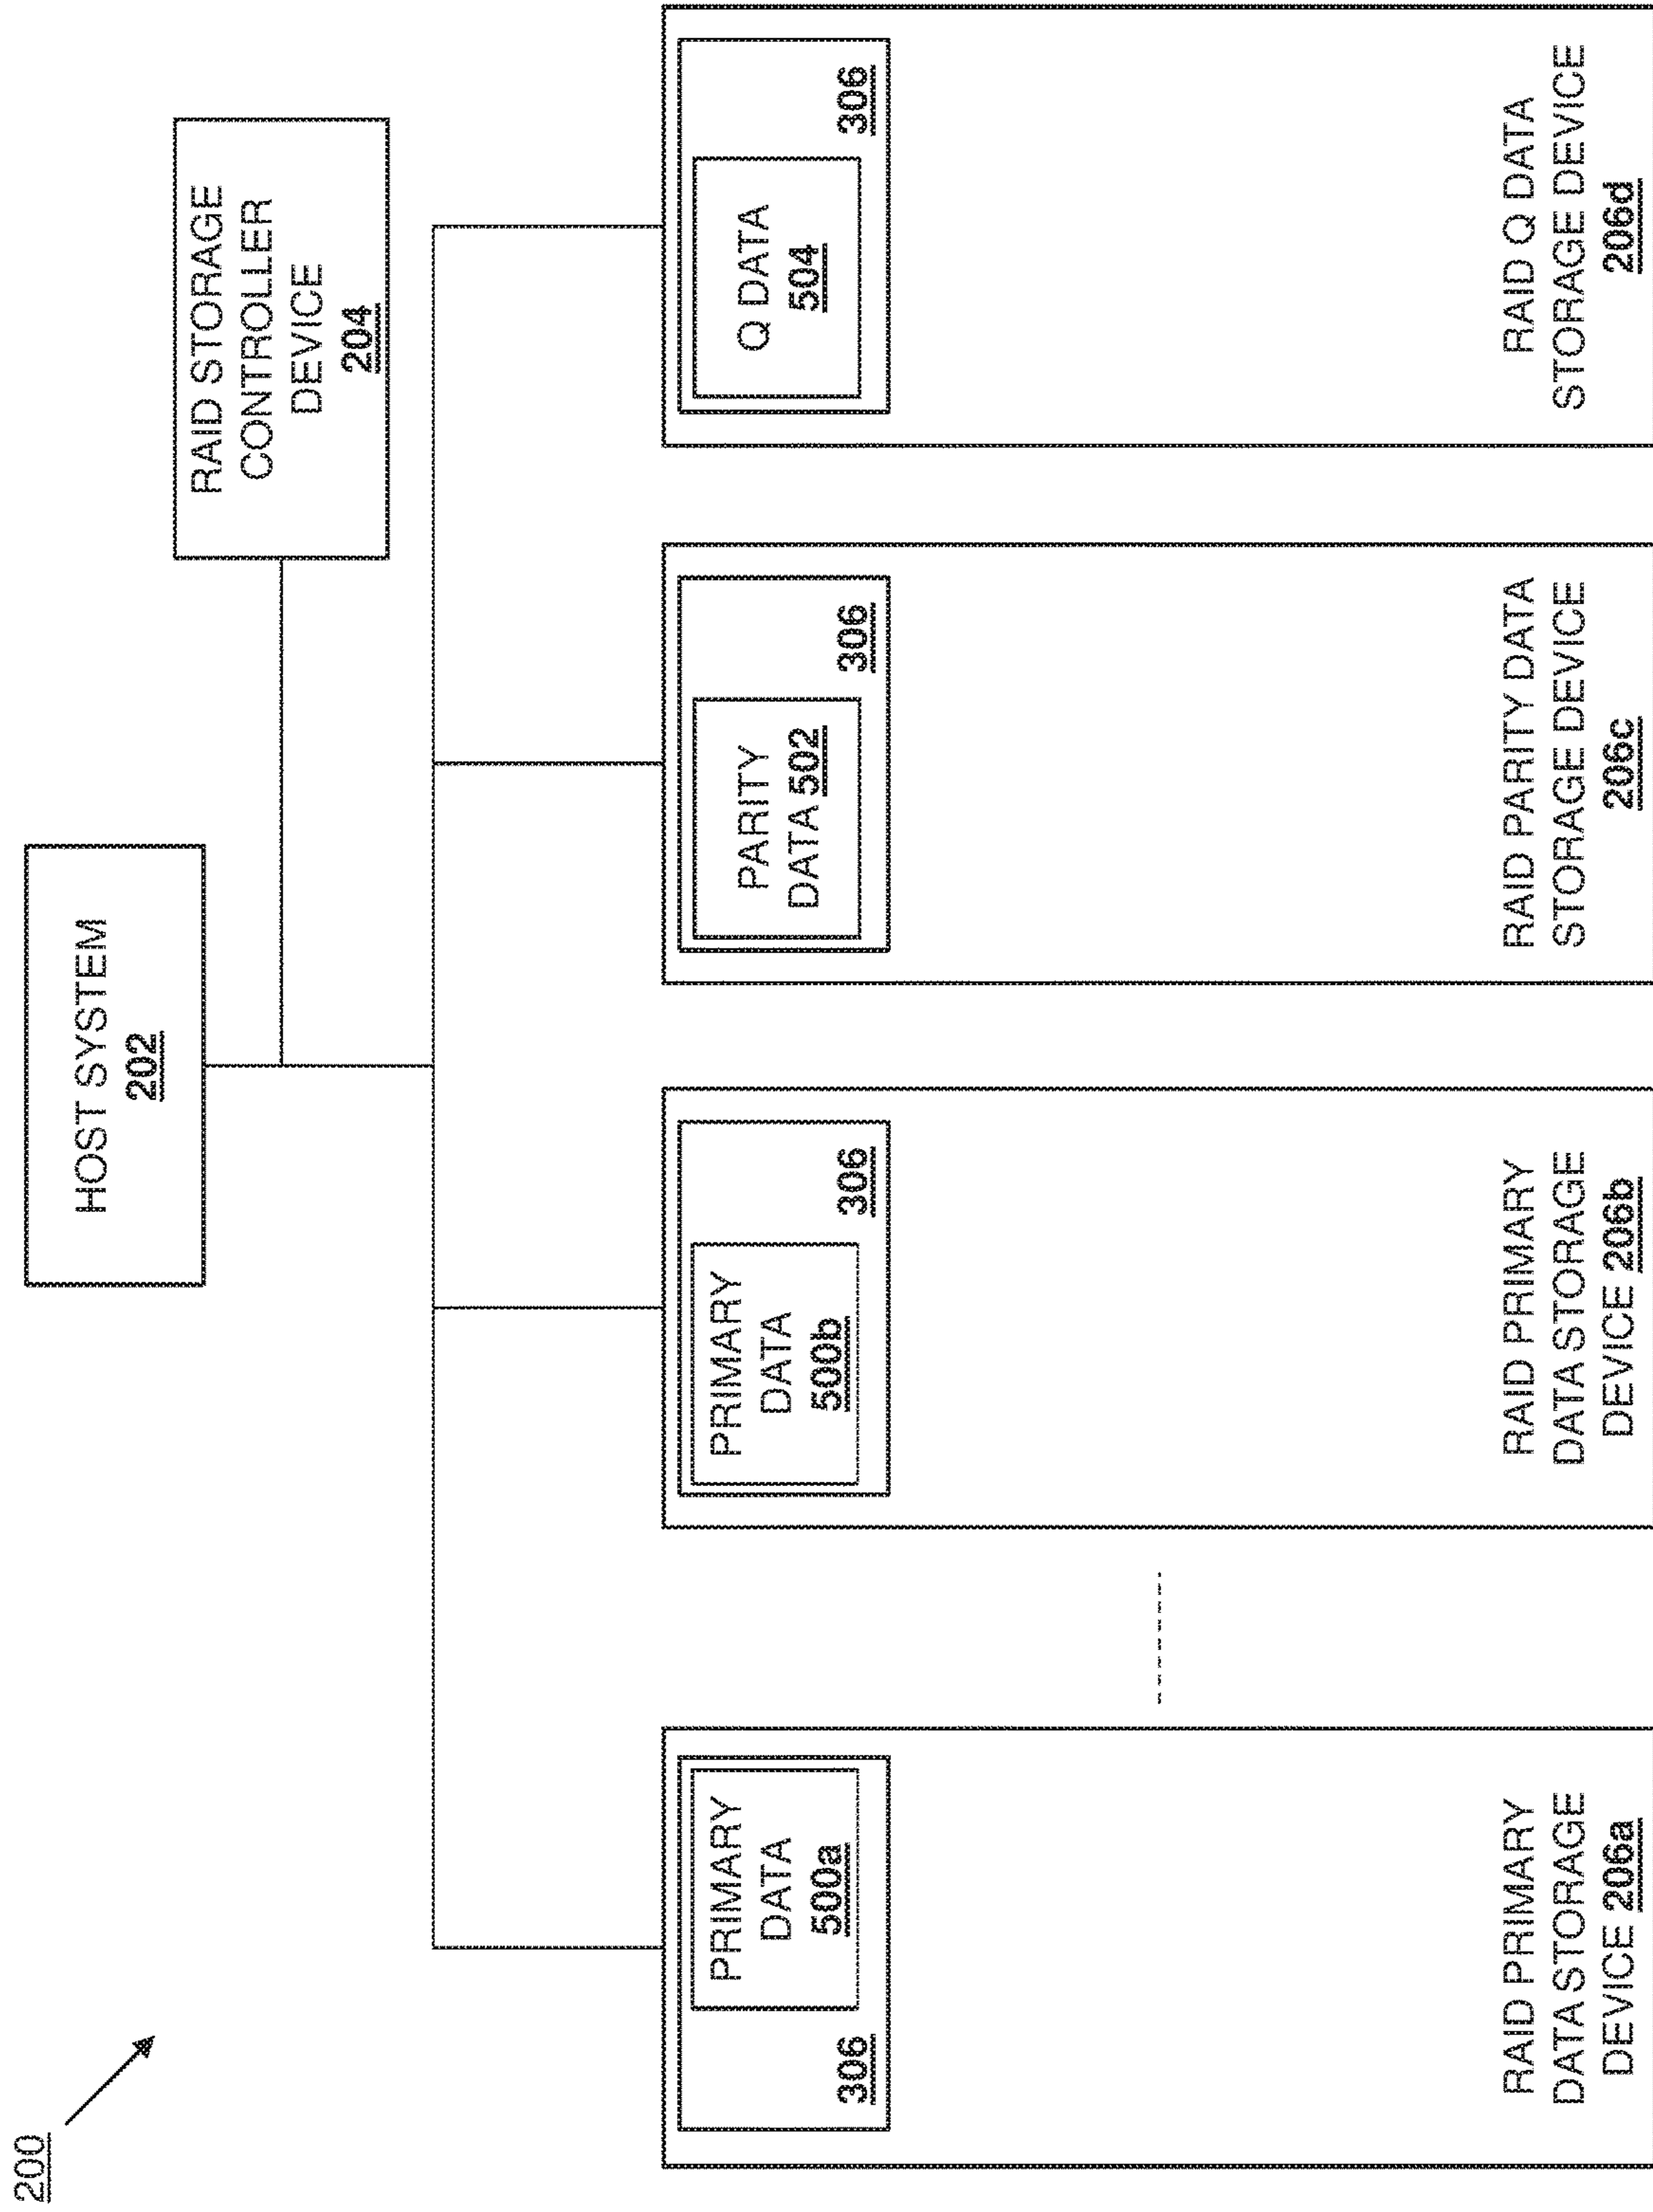 200
HOST SYSTEM
202
RAID STORAGE
CONTROLLER
DEVICE
204
306
PRIMARY
DATA
500a
RAID PRIMARY
DATA STORAGE
DEVICE 206a
PRIMARY
DATA
500b
306
RAID PRIMARY
DATA STORAGE
DEVICE 206b
PARITY
DATA 502
306
RAID PARITY DATA
STORAGE DEVICE
206c
Q DATA
504
306
RAID Q DATA
STORAGE DEVICE
206d